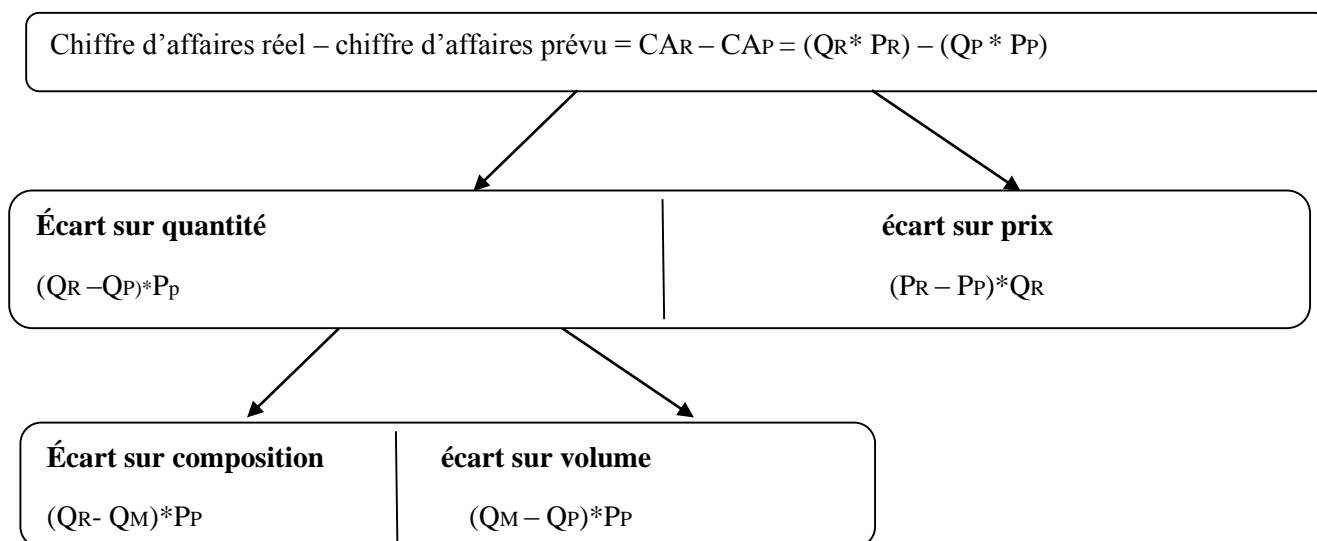 Chiffre d’affaires réel – chiffre d’affaires prévu = CAR – CAP = (QR* PR) – (QP * PP)
Écart sur quantité
écart sur prix
(QR –QP)*Pp
(PR – PP)*QR
Écart sur composition
écart sur volume
(QR- QM)*PP
(QM – QP)*PP